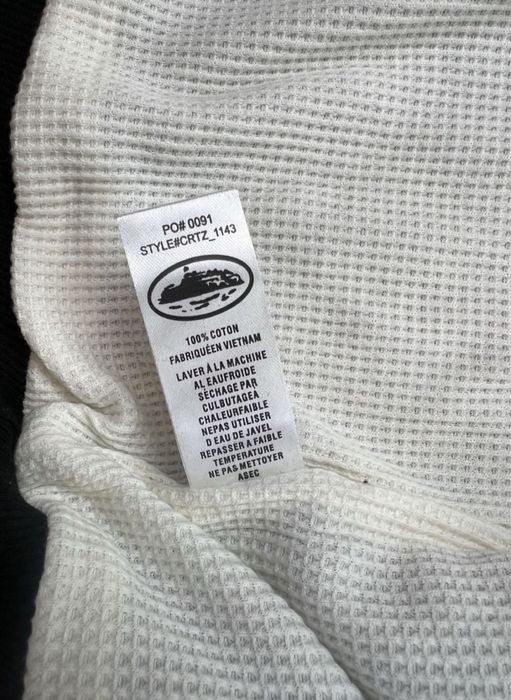 PO# 0091
STYLE#CRTZ_1143
100% COTON
FABRIQUÉEN VIETNAM
LAVER À LA MACHINE
AL EAUFROIDE
SÉCHAGE PAR
CULBUTAGEA
CHALEURFAIBLE
NEPAS UTILISER
D EAU DE JAVEL
REPASSER A FAIBLE
TEMPERATURE
NE PAS METTOYER
ASEC